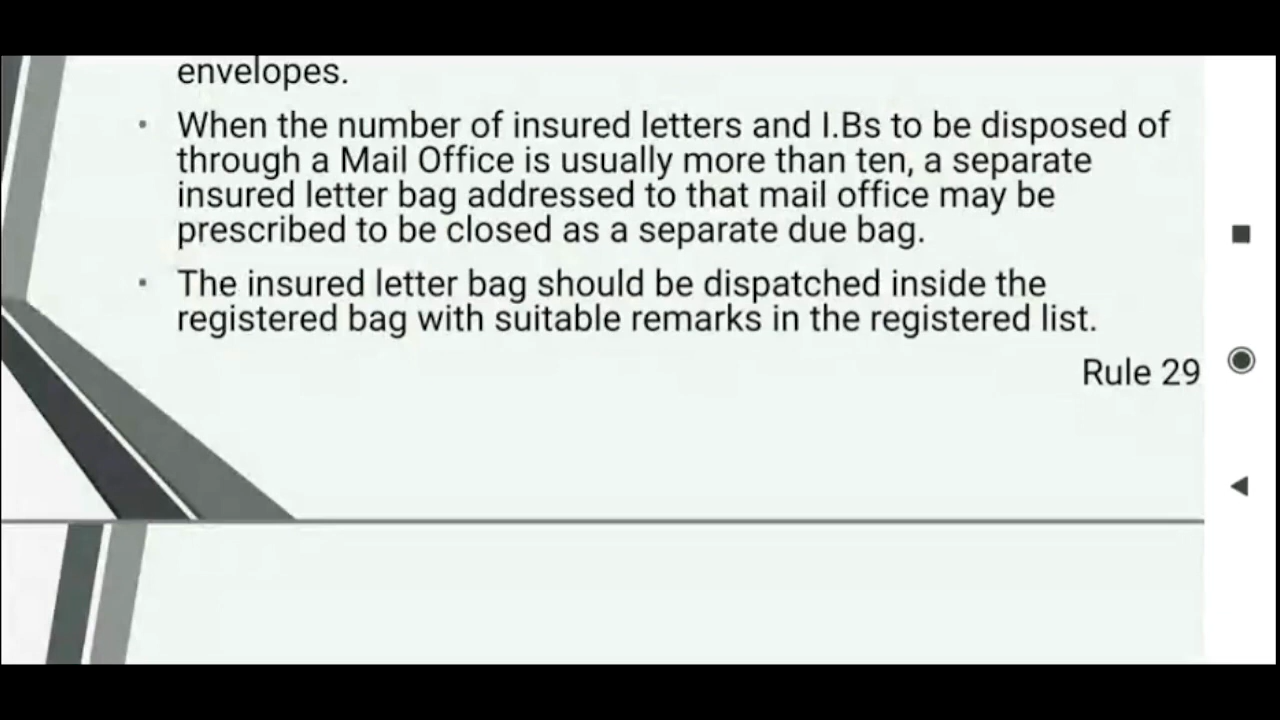 envelopes.
When the number of insured letters and I.Bs to be disposed of
through a Mail Office is usually more than ten, a separate
insured letter bag addressed to that mail office may be
prescribed to be closed as a separate due bag.
The insured letter bag should be dispatched inside the
registered bag with suitable remarks in the registered list.
Rule 29